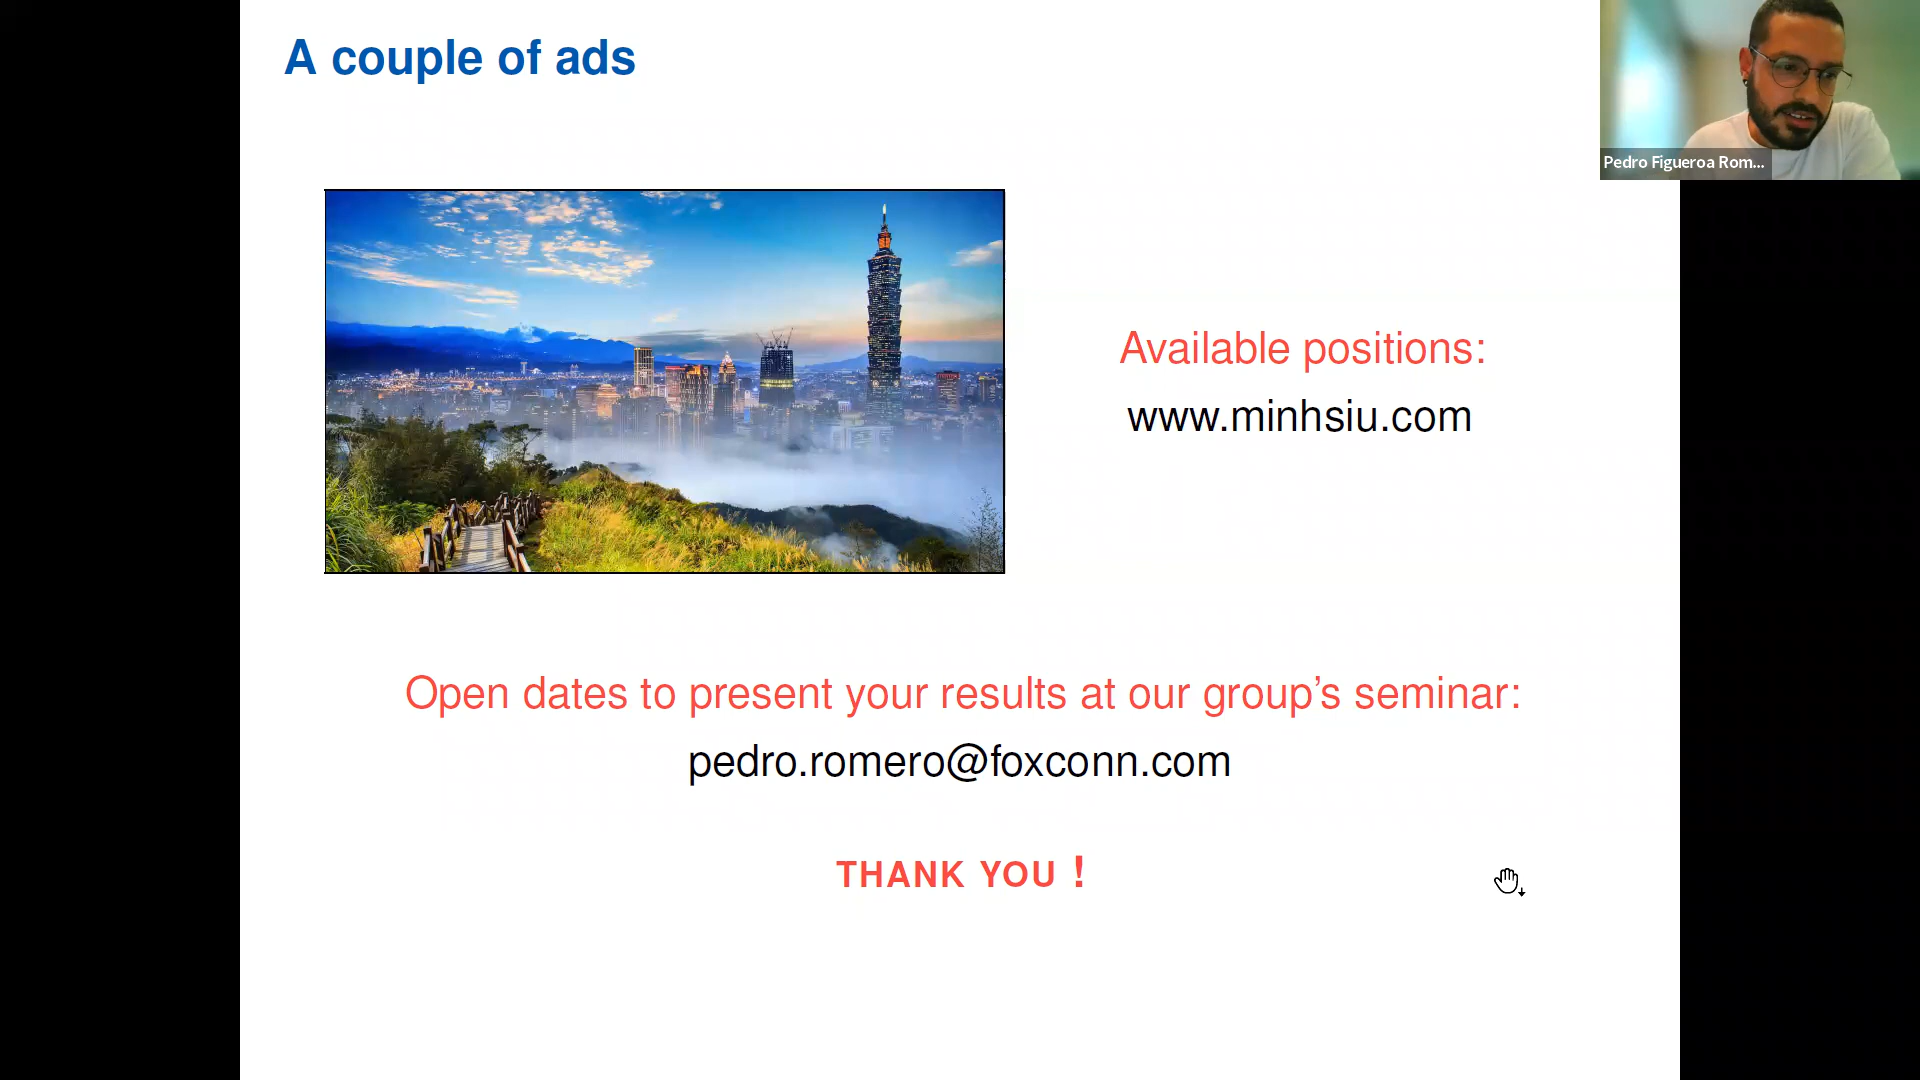 A couple of ads
Pedro Figueroa Rom...
Available positions:
www.minhsiu.com
Open dates to present your results at our group's seminar:
pedro.romero@foxconn.com
THANK YOU !